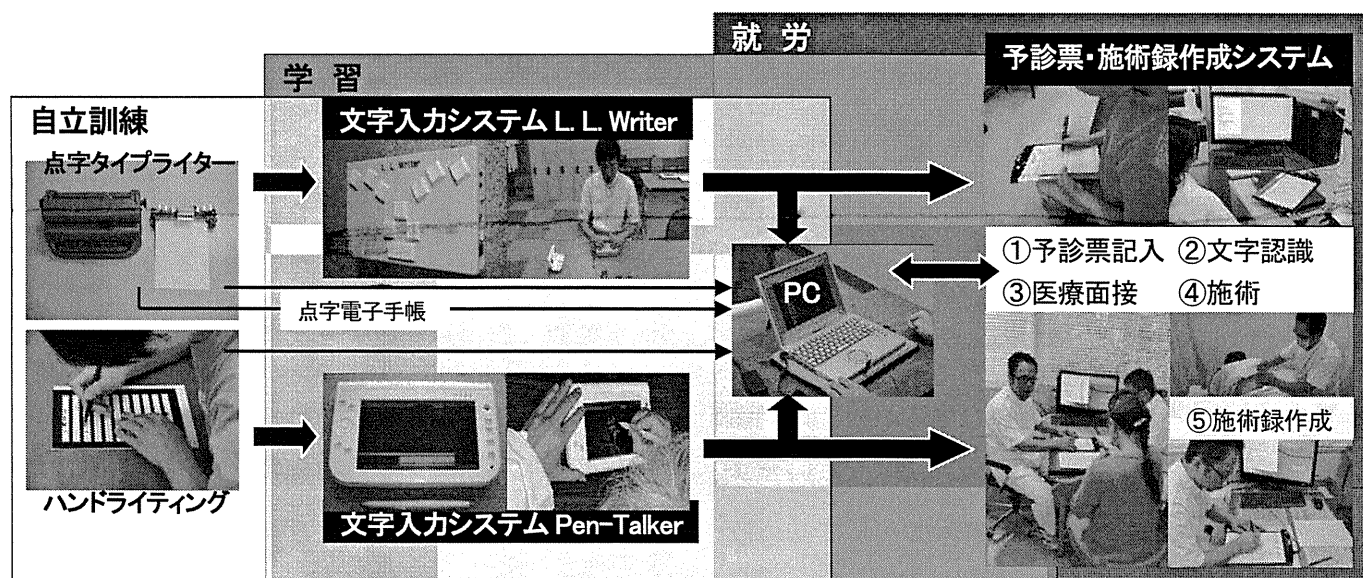 就 労
学 習
自立訓練
点字タイプライター
ハンドライティング
文字入力システム L. L. Writer
点字電子手帳
文字入力システム Pen-Talker
PC
予診票・施術録作成システム
①予診票記入 ②文字認識
③医療面接 ④施術
⑤施術録作成